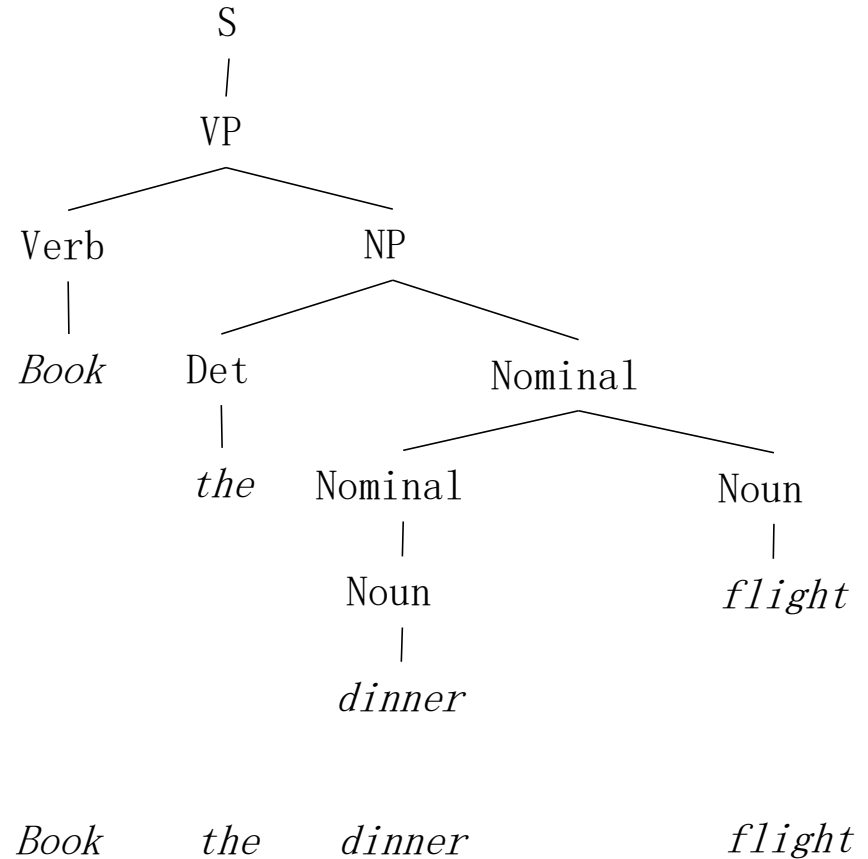 S
VP
Verb NP
Book Det Nominal
the Nominal Noun
Noun flight
dinner
Book the dinner flight